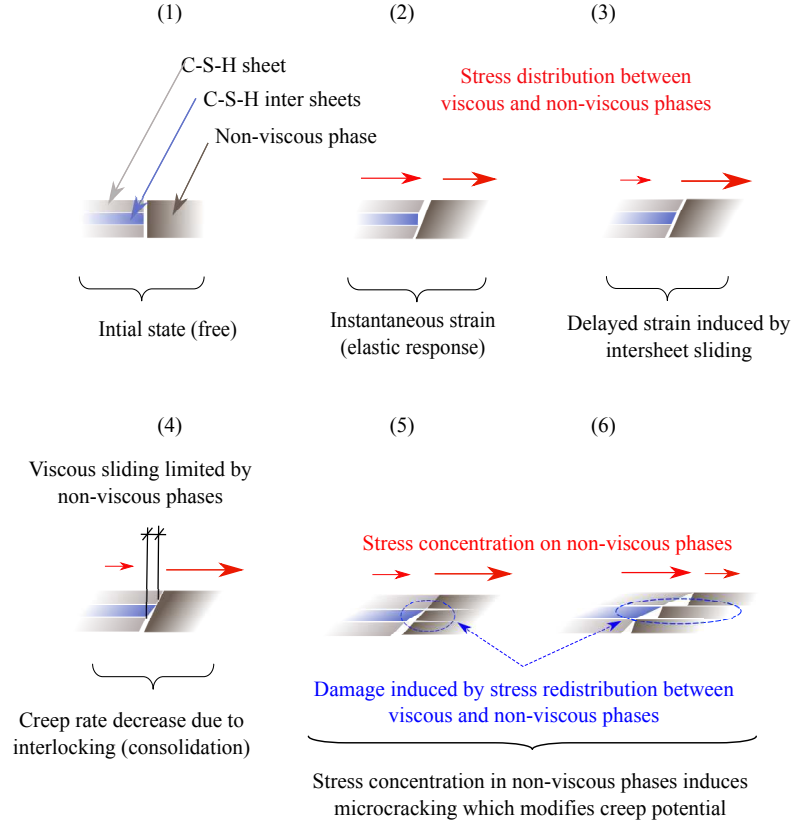 (1)
(2)
(3)
C-S-H sheet
C-S-H inter sheets
Non-viscous phase
Stress distribution between
viscous and non-viscous phases
Intial state (free)
Instantaneous strain
(elastic response)
Delayed strain induced by
intersheet sliding
(4)
(5)
(6)
Viscous sliding limited by
non-viscous phases
Stress concentration on non-viscous phases
Creep rate decrease due to
interlocking (consolidation)
Damage induced by stress redistribution between
viscous and non-viscous phases
Stress concentration in non-viscous phases induces
microcracking which modifies creep potential